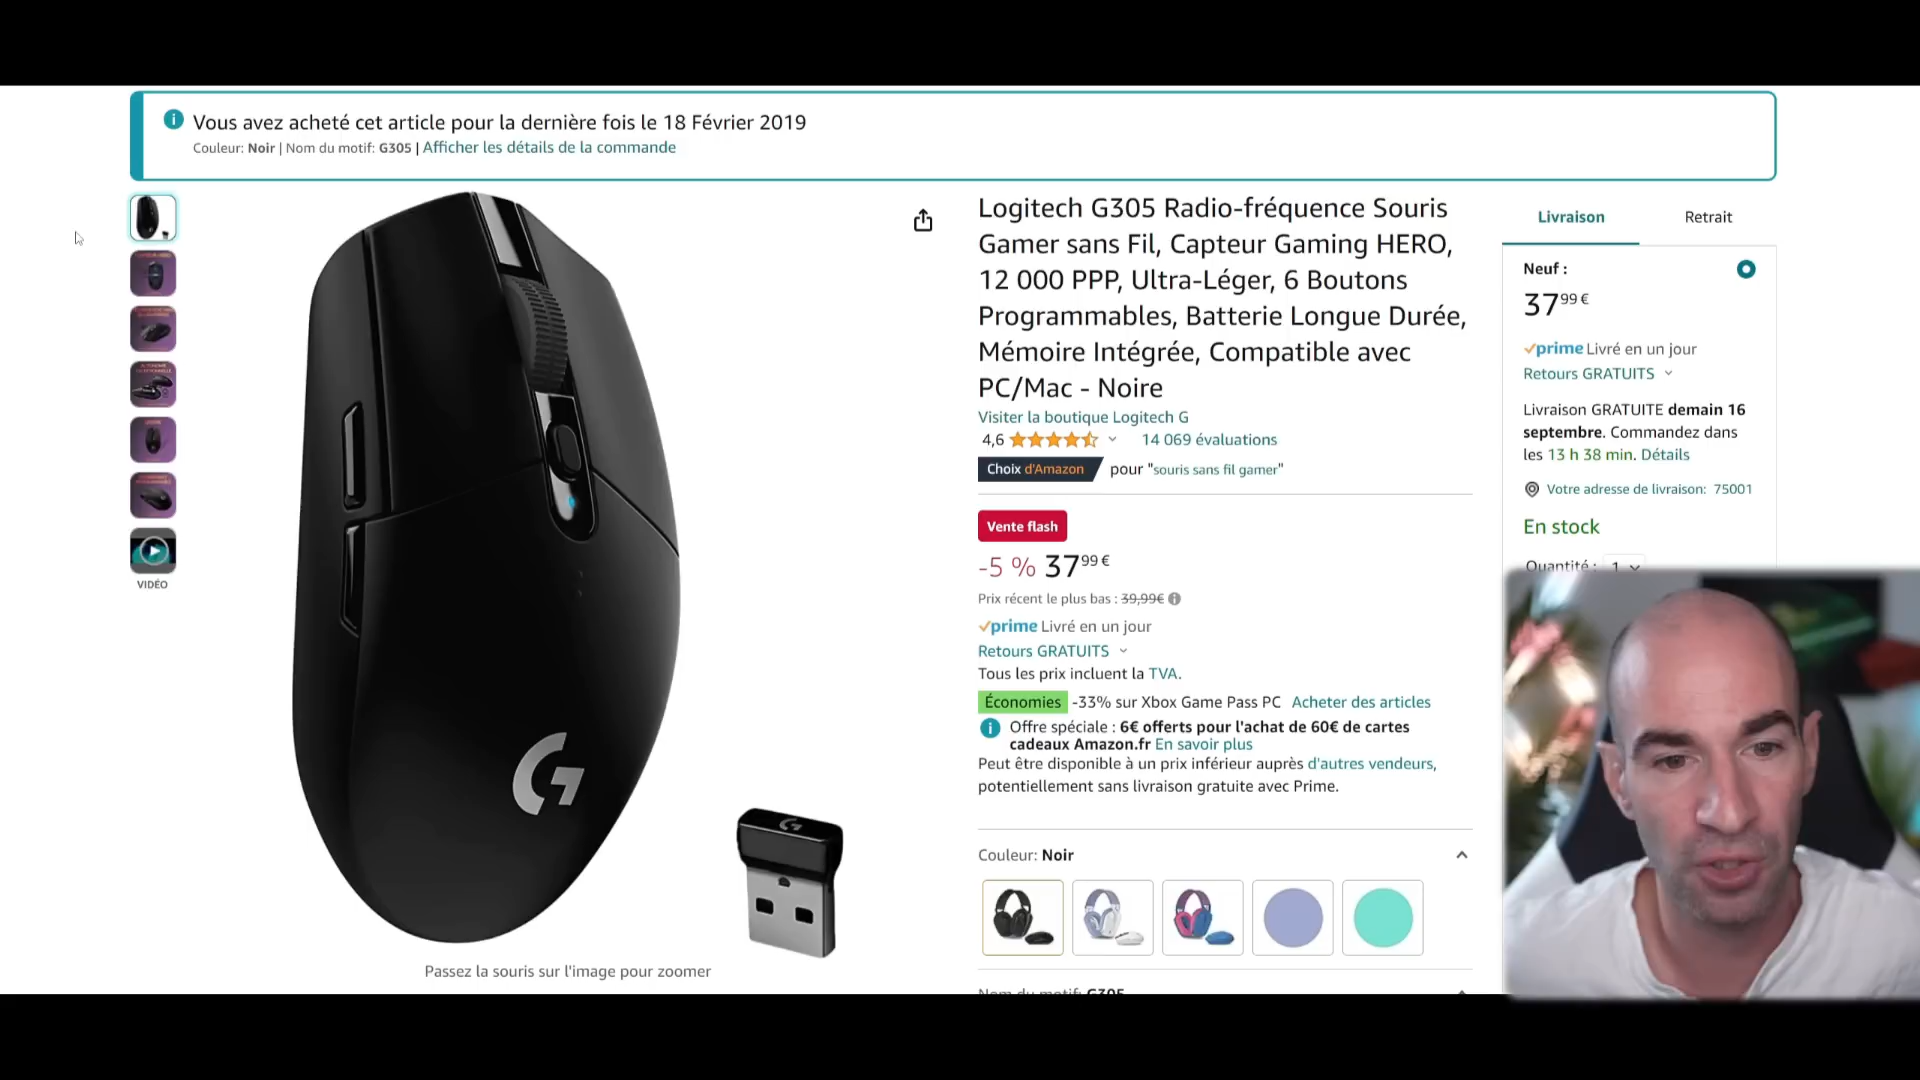 Vous avez acheté cet article pour la dernière fois le 18 Février 2019
Couleur: Noir | Nom du motif: G305 | Afficher les détails de la commande
VIDÉO
Passez la souris sur l'image pour zoomer
Logitech G305 Radio-fréquence Souris
Gamer sans Fil, Capteur Gaming HERO,
12 000 PPP, Ultra-Léger, 6 Boutons
Programmables, Batterie Longue Durée,
Mémoire Intégrée, Compatible avec
PC/Mac - Noire
Visiter la boutique Logitech G
4,6 14 069 évaluations
Choix d'Amazon pour "souris sans fil gamer"
Vente flash
-5 % 37,99 €
Prix récent le plus bas : 39,99€
prime Livré en un jour
Retours GRATUITS
Tous les prix incluent la TVA.
Économies -33% sur Xbox Game Pass PC Acheter des articles
Offre spéciale : 6€ offerts pour l'achat de 60€ de cartes
cadeaux Amazon.fr En savoir plus
Peut être disponible à un prix inférieur auprès d'autres vendeurs,
potentiellement sans livraison gratuite avec Prime.
Couleur: Noir
Nom du motif: G305
Livraison Retrait
Neuf :
37,99 €
prime Livré en un jour
Retours GRATUITS
Livraison GRATUITE demain 16
septembre. Commandez dans
les 13 h 38 min. Détails
Votre adresse de livraison: 75001
En stock
Quantité : 1